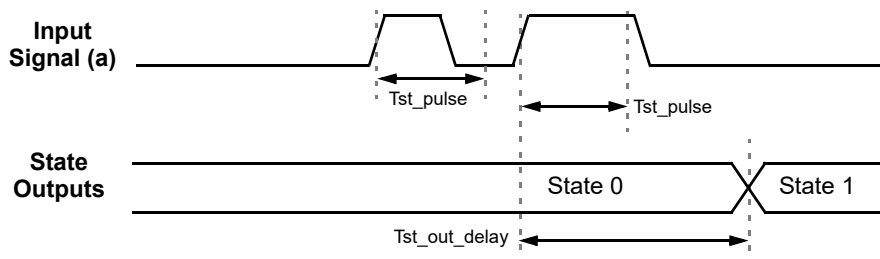 Input
Signal (a)
Tst_pulse
Tst_pulse
State
Outputs
State 0
State 1
Tst_out_delay